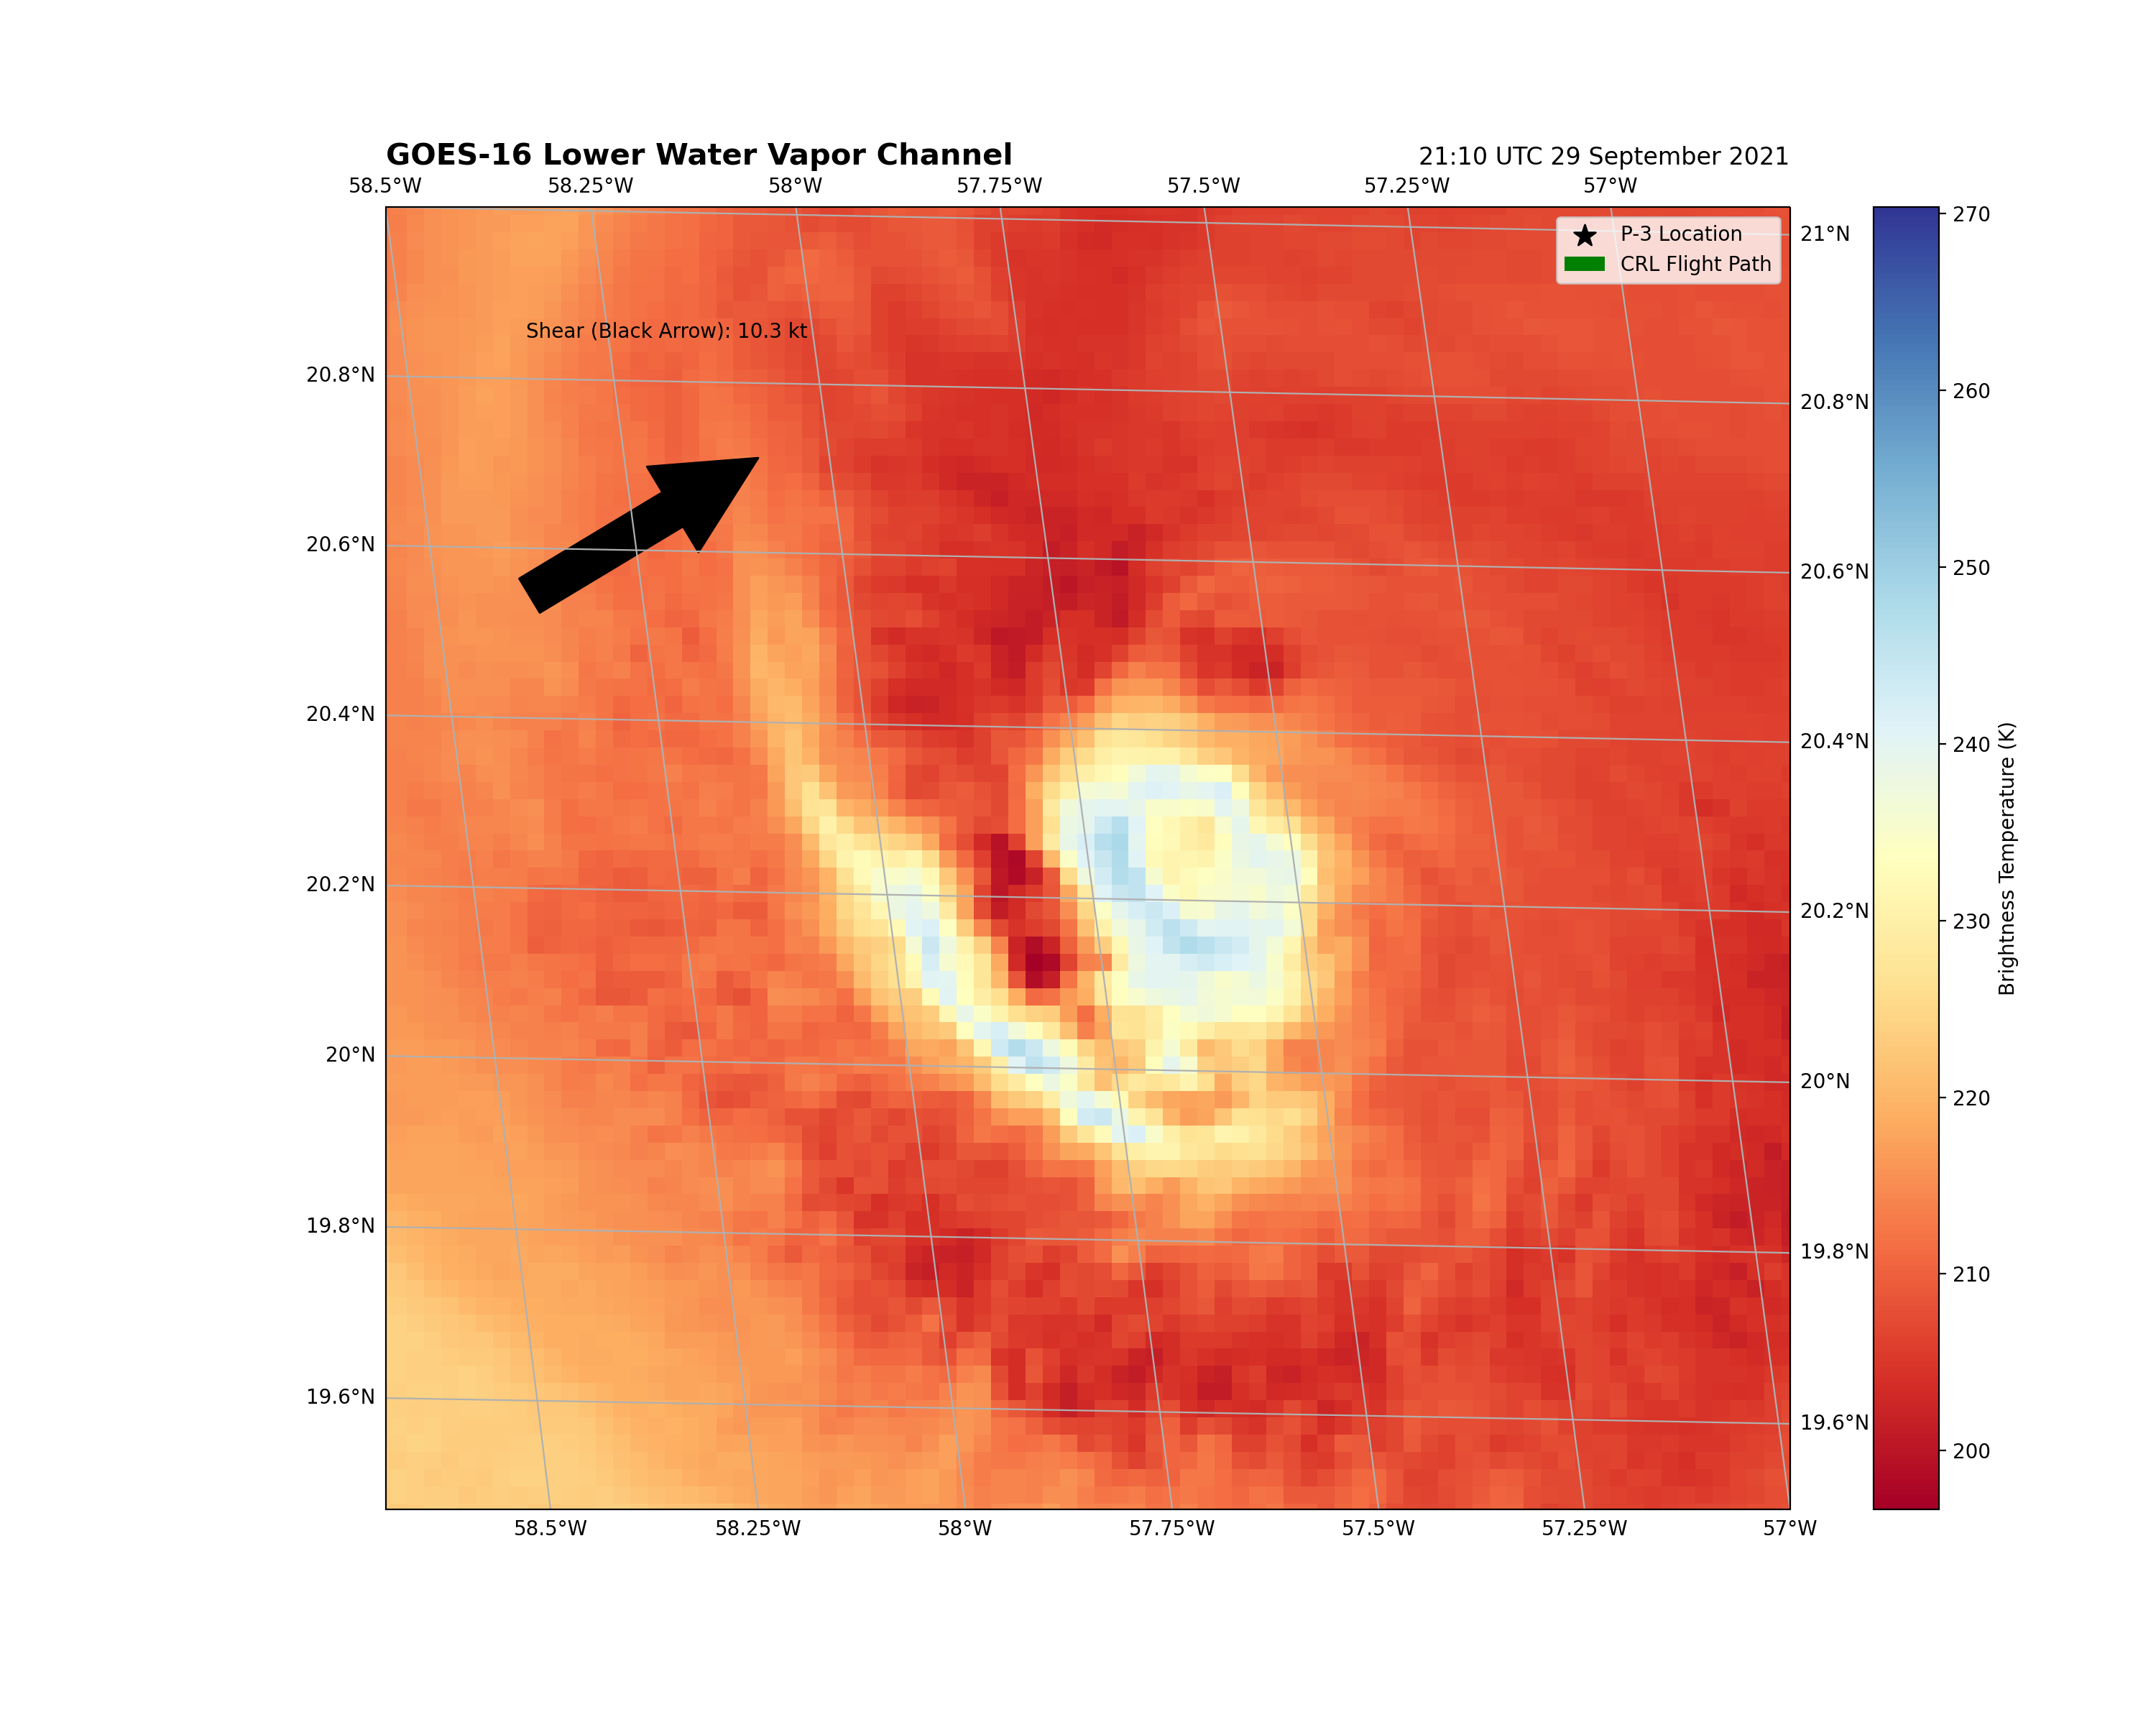 GOES-16 Lower Water Vapor Channel
21:10 UTC 29 September 2021
58.5°W 58.25°W 58°W 57.75°W 57.5°W 57.25°W 57°W
P-3 Location
CRL Flight Path
Shear (Black Arrow): 10.3 kt
20.8°N
20.6°N
20.4°N
20.2°N
20°N
19.8°N
19.6°N
21°N
20.8°N
20.6°N
20.4°N
20.2°N
20°N
19.8°N
19.6°N
58.5°W 58.25°W 58°W 57.75°W 57.5°W 57.25°W 57°W
270
260
250
240
230
220
210
200
Brightness Temperature (K)